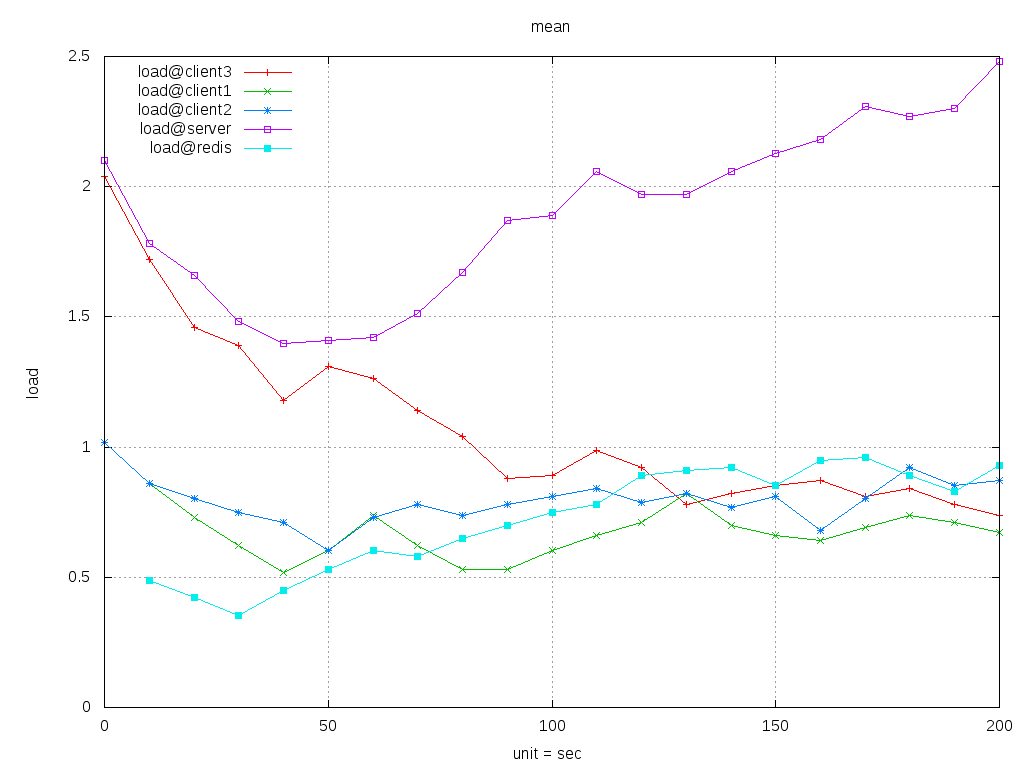 mean
2.5
load@client3
load@client1
load@client2
load@server
load@redis
2
1.5
load
1
0.5
0
0 50 100 150 200
unit = sec